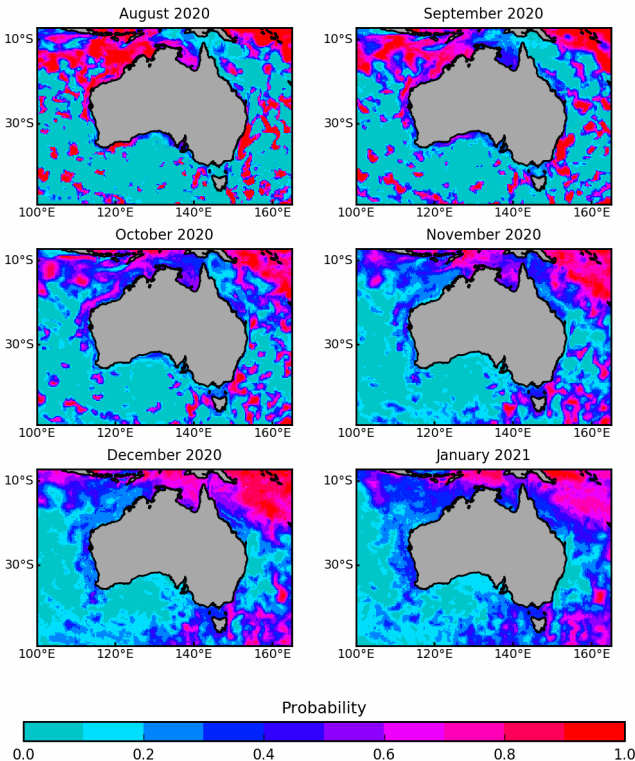 August 2020
September 2020
10°S
30°S
100°E 120°E 140°E 160°E
10°S
30°S
100°E 120°E 140°E 160°E
October 2020
November 2020
10°S
30°S
100°E 120°E 140°E 160°E
10°S
30°S
100°E 120°E 140°E 160°E
December 2020
January 2021
10°S
30°S
100°E 120°E 140°E 160°E
10°S
30°S
100°E 120°E 140°E 160°E
Probability
0.0 0.2 0.4 0.6 0.8 1.0